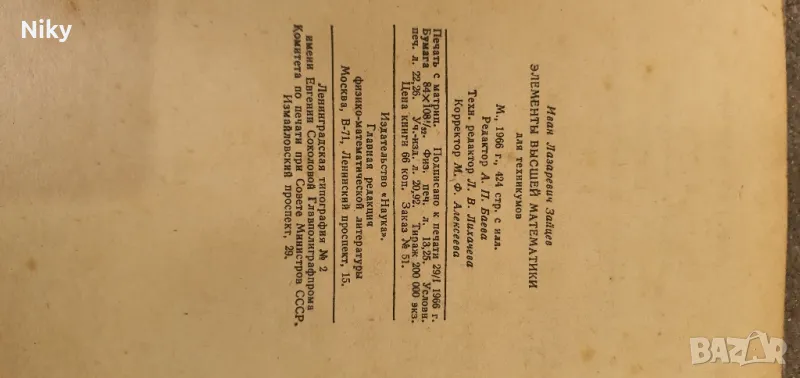 Niky
Иван Лазаревич Зайцев
ЭЛЕМЕНТЫ ВЫСШЕЙ МАТЕМАТИКИ
для техникумов
М., 1966 г., 424 стр. с илл.
Редактор А. П. Баева
Техн. редактор Л. В. Лихачева
Корректор М. Ф. Алексеева
Печать с матриц. Подписано к печати 29/I 1966 г.
Бумага 84×108¹/₃₂. Физ. печ. л. 13,25. Условн.
печ. л. 22,26. Уч.-изд. л. 20,92. Тираж 200 000 экз.
Цена книги 66 коп. Заказ № 51.
Издательство «Наука».
Главная редакция
физико-математической литературы
Москва, В-71, Ленинский проспект, 15.
Ленинградская типография № 2
имени Евгении Соколовой Главполиграфпрома
Комитета по печати при Совете Министров СССР.
Измайловский проспект, 29.
BAZAR